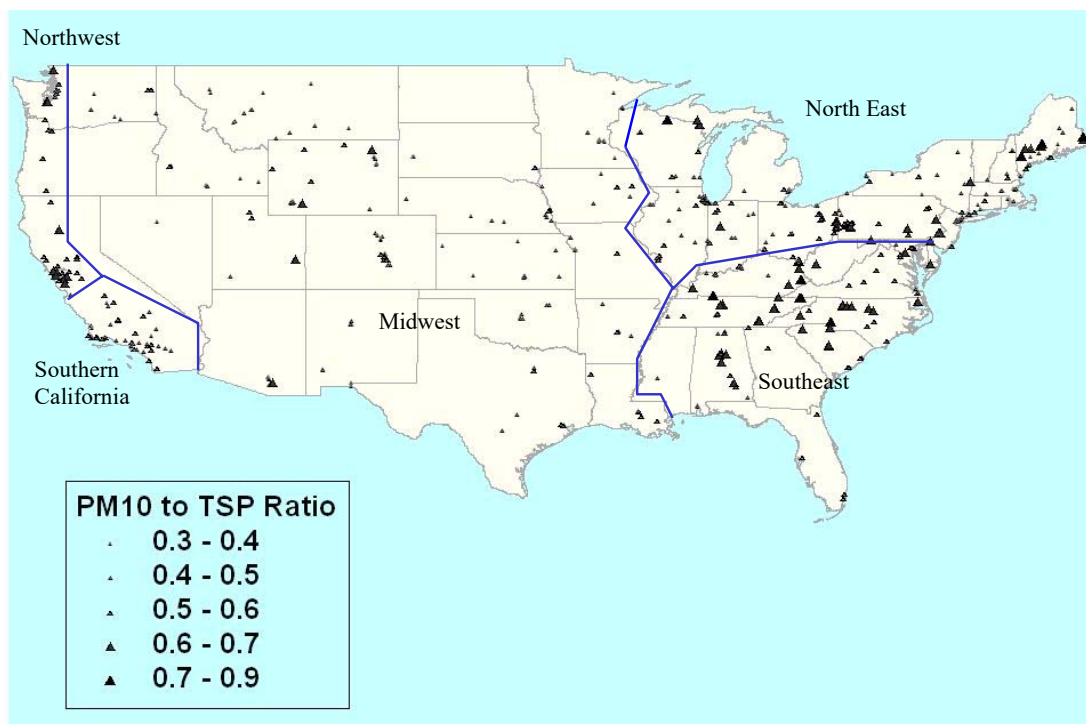 Northwest
North East
Midwest
Southern
California
Southeast
PM10 to TSP Ratio
0.3 - 0.4
0.4 - 0.5
0.5 - 0.6
0.6 - 0.7
0.7 - 0.9